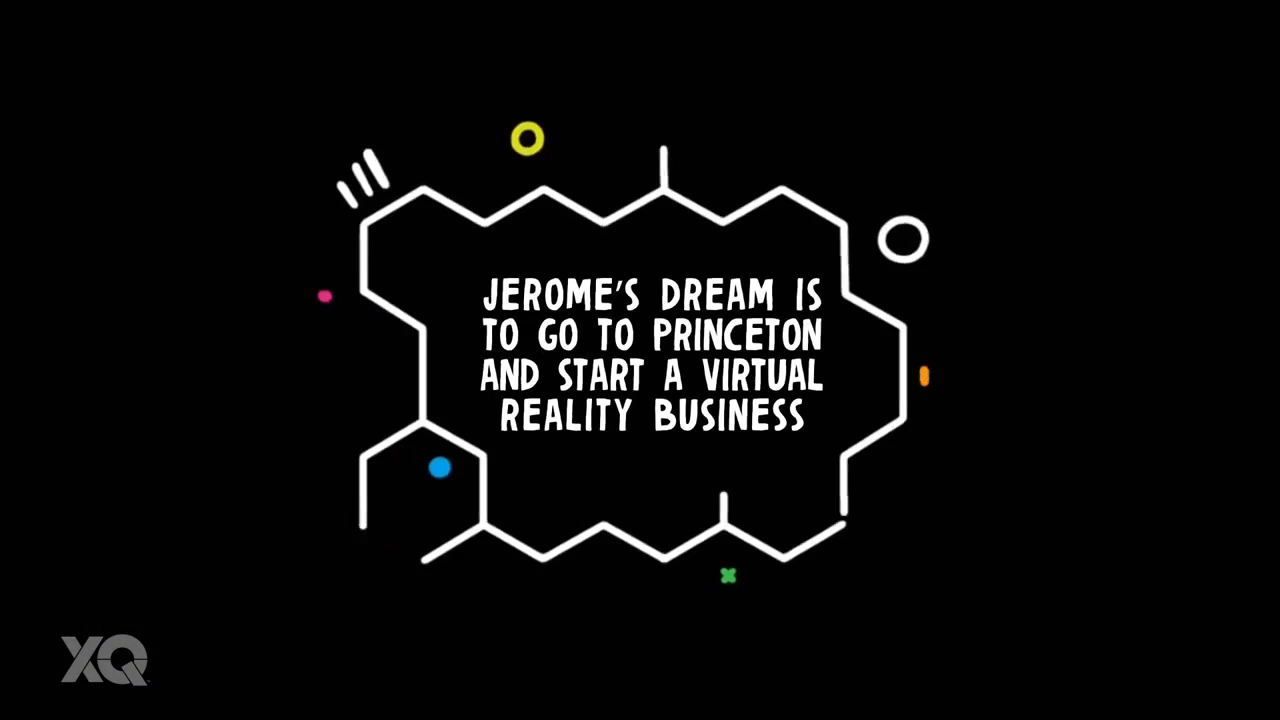 JEROME'S DREAM IS
TO GO TO PRINCETON
AND START A VIRTUAL
REALITY BUSINESS
XQ